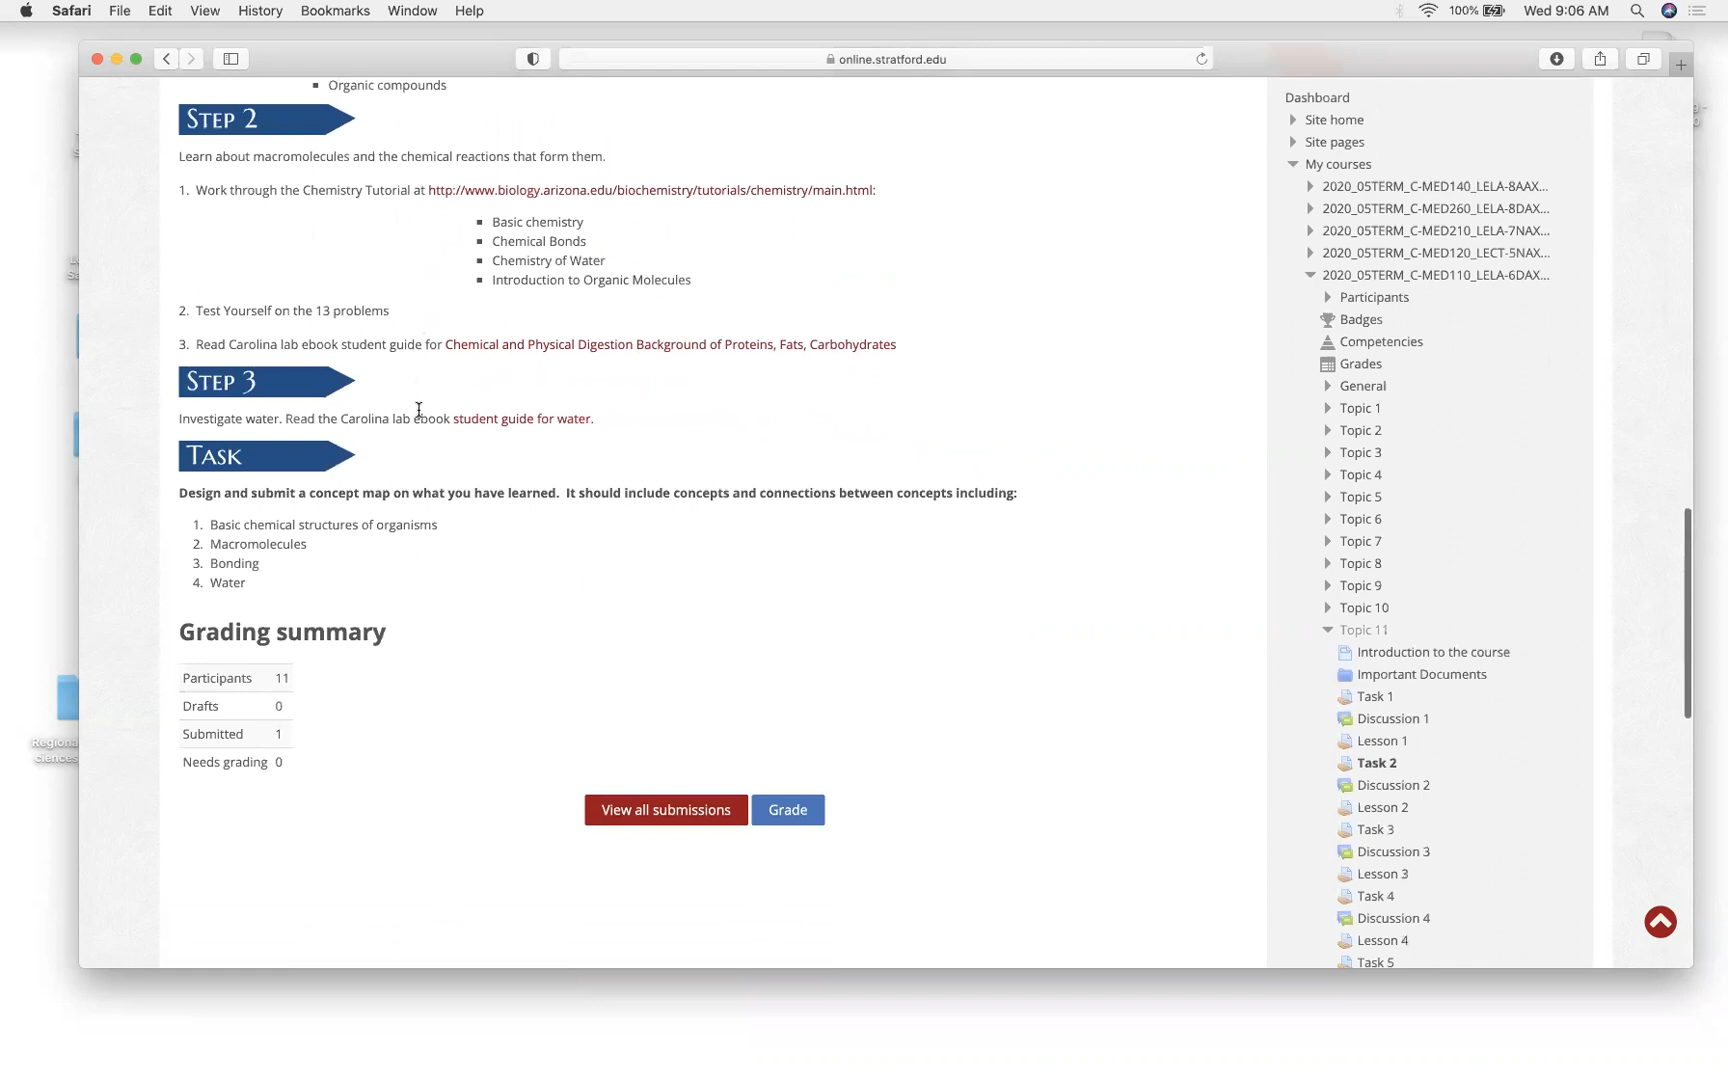 Safari File Edit View History Bookmarks Window Help 100% Wed 9:06 AM
online.stratford.edu
Organic compounds
STEP 2
Learn about macromolecules and the chemical reactions that form them.
1. Work through the Chemistry Tutorial at http://www.biology.arizona.edu/biochemistry/tutorials/chemistry/main.html:
Basic chemistry
Chemical Bonds
Chemistry of Water
Introduction to Organic Molecules
2. Test Yourself on the 13 problems
3. Read Carolina lab ebook student guide for Chemical and Physical Digestion Background of Proteins, Fats, Carbohydrates
STEP 3
Investigate water. Read the Carolina lab ebook student guide for water.
TASK
Design and submit a concept map on what you have learned. It should include concepts and connections between concepts including:
1. Basic chemical structures of organisms
2. Macromolecules
3. Bonding
4. Water
Grading summary
Participants 11
Drafts 0
Submitted 1
Needs grading 0
View all submissions Grade
Dashboard
Site home
Site pages
My courses
2020_05TERM_C-MED140_LELA-8AAX...
2020_05TERM_C-MED260_LELA-8DAX...
2020_05TERM_C-MED210_LELA-7NAX...
2020_05TERM_C-MED120_LECT-5NAX...
2020_05TERM_C-MED110_LELA-6DAX...
Participants
Badges
Competencies
Grades
General
Topic 1
Topic 2
Topic 3
Topic 4
Topic 5
Topic 6
Topic 7
Topic 8
Topic 9
Topic 10
Topic 11
Introduction to the course
Important Documents
Task 1
Discussion 1
Lesson 1
Task 2
Discussion 2
Lesson 2
Task 3
Discussion 3
Lesson 3
Task 4
Discussion 4
Lesson 4
Task 5
Regiona
ciences